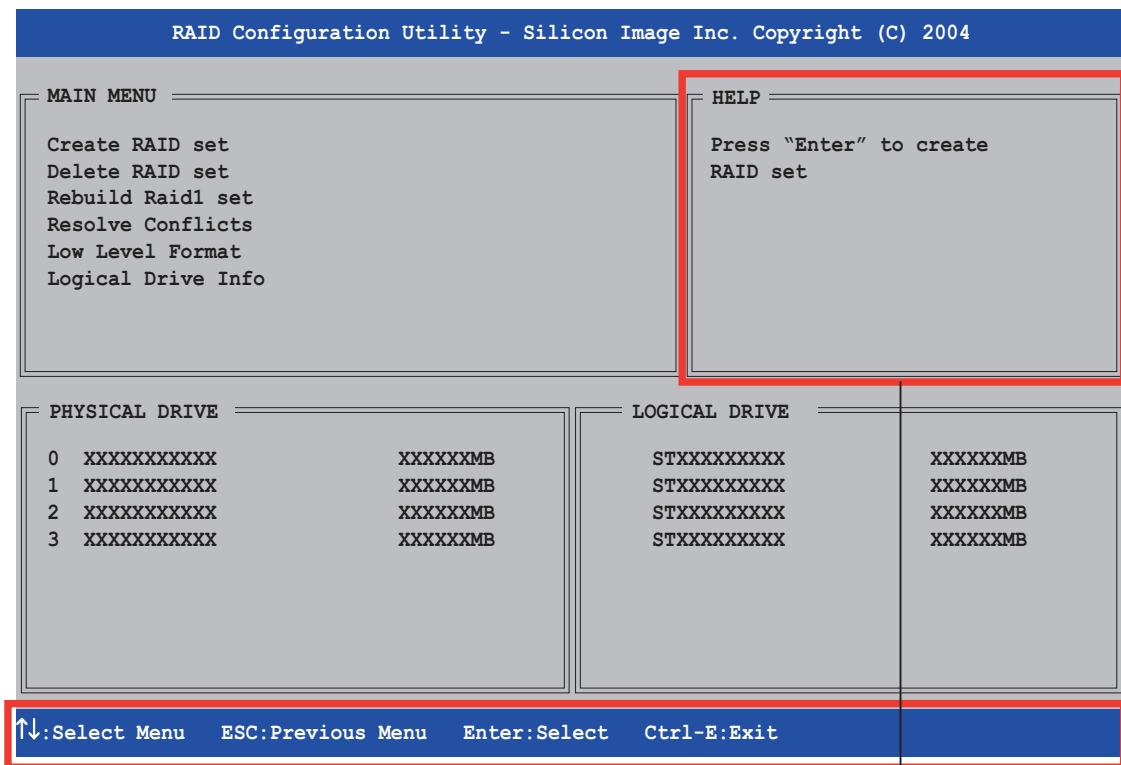 RAID Configuration Utility - Silicon Image Inc. Copyright (C) 2004
MAIN MENU
Create RAID set
Delete RAID set
Rebuild Raid1 set
Resolve Conflicts
Low Level Format
Logical Drive Info
HELP
Press “Enter” to create
RAID set
PHYSICAL DRIVE
0 XXXXXXXXXXX XXXXXXMB
1 XXXXXXXXXXX XXXXXXMB
2 XXXXXXXXXXX XXXXXXMB
3 XXXXXXXXXXX XXXXXXMB
LOGICAL DRIVE
STXXXXXXXXX XXXXXXMB
STXXXXXXXXX XXXXXXMB
STXXXXXXXXX XXXXXXMB
STXXXXXXXXX XXXXXXMB
↑↓:Select Menu ESC:Previous Menu Enter:Select Ctrl-E:Exit